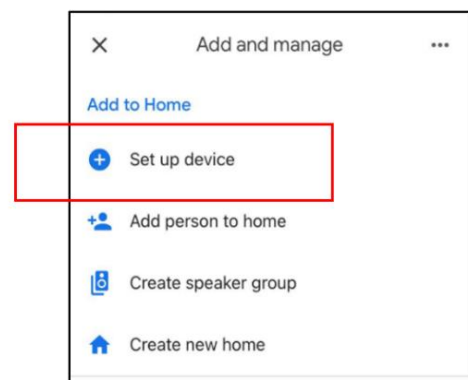 Add and manage
Add to Home
Set up device
Add person to home
Create speaker group
Create new home